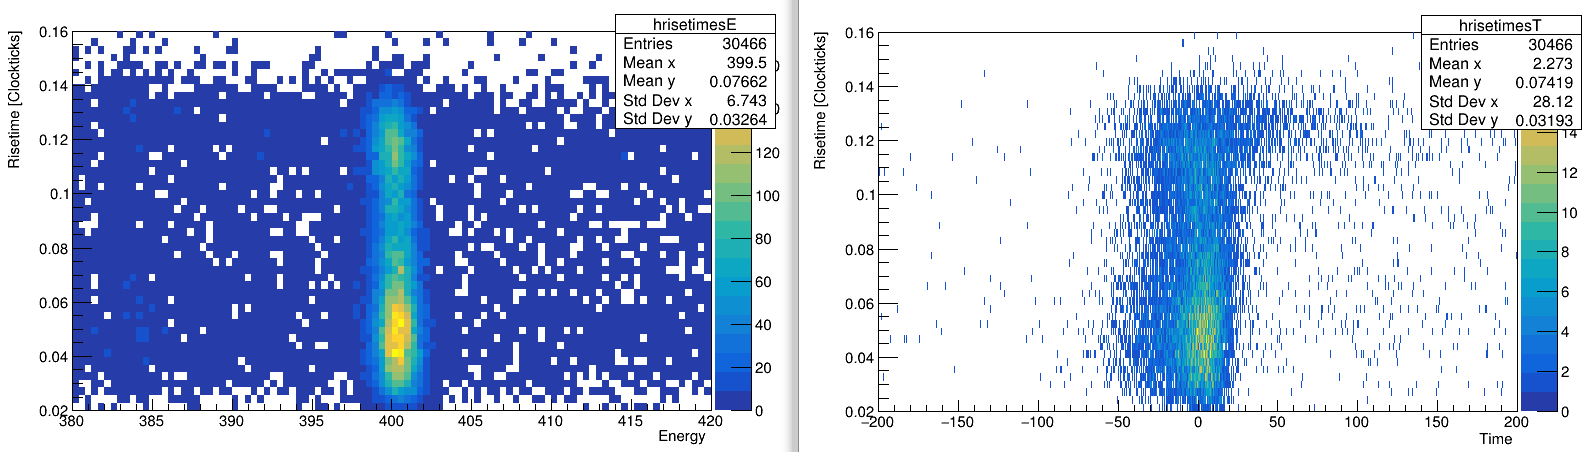 hrisetimesE
Entries 30466
Mean x 399.5
Mean y 0.07662
Std Dev x 6.743
Std Dev y 0.03264
Risetime [Clockticks]
0.16
0.14
0.12
0.1
0.08
0.06
0.04
0.02
380 385 390 395 400 405 410 415 420
Energy
120
100
80
60
40
20
0
hrisetimesT
Entries 30466
Mean x 2.273
Mean y 0.07419
Std Dev x 28.12
Std Dev y 0.03193
Risetime [Clockticks]
0.16
0.14
0.12
0.1
0.08
0.06
0.04
0.02
−200 −150 −100 −50 0 50 100 150 200
Time
14
12
10
8
6
4
2
0